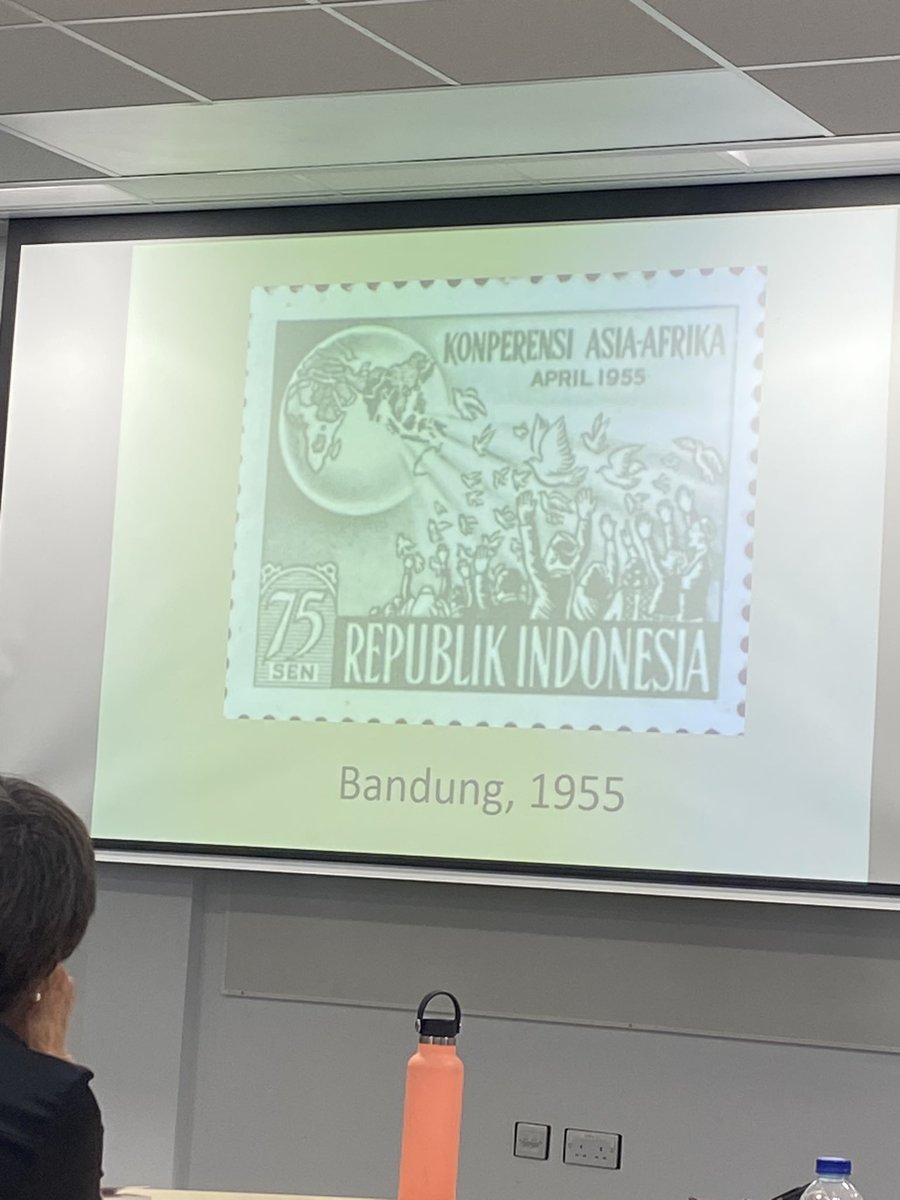 KONPERENSI ASIA-AFRIKA
APRIL 1955
75
SEN
REPUBLIK INDONESIA
Bandung, 1955